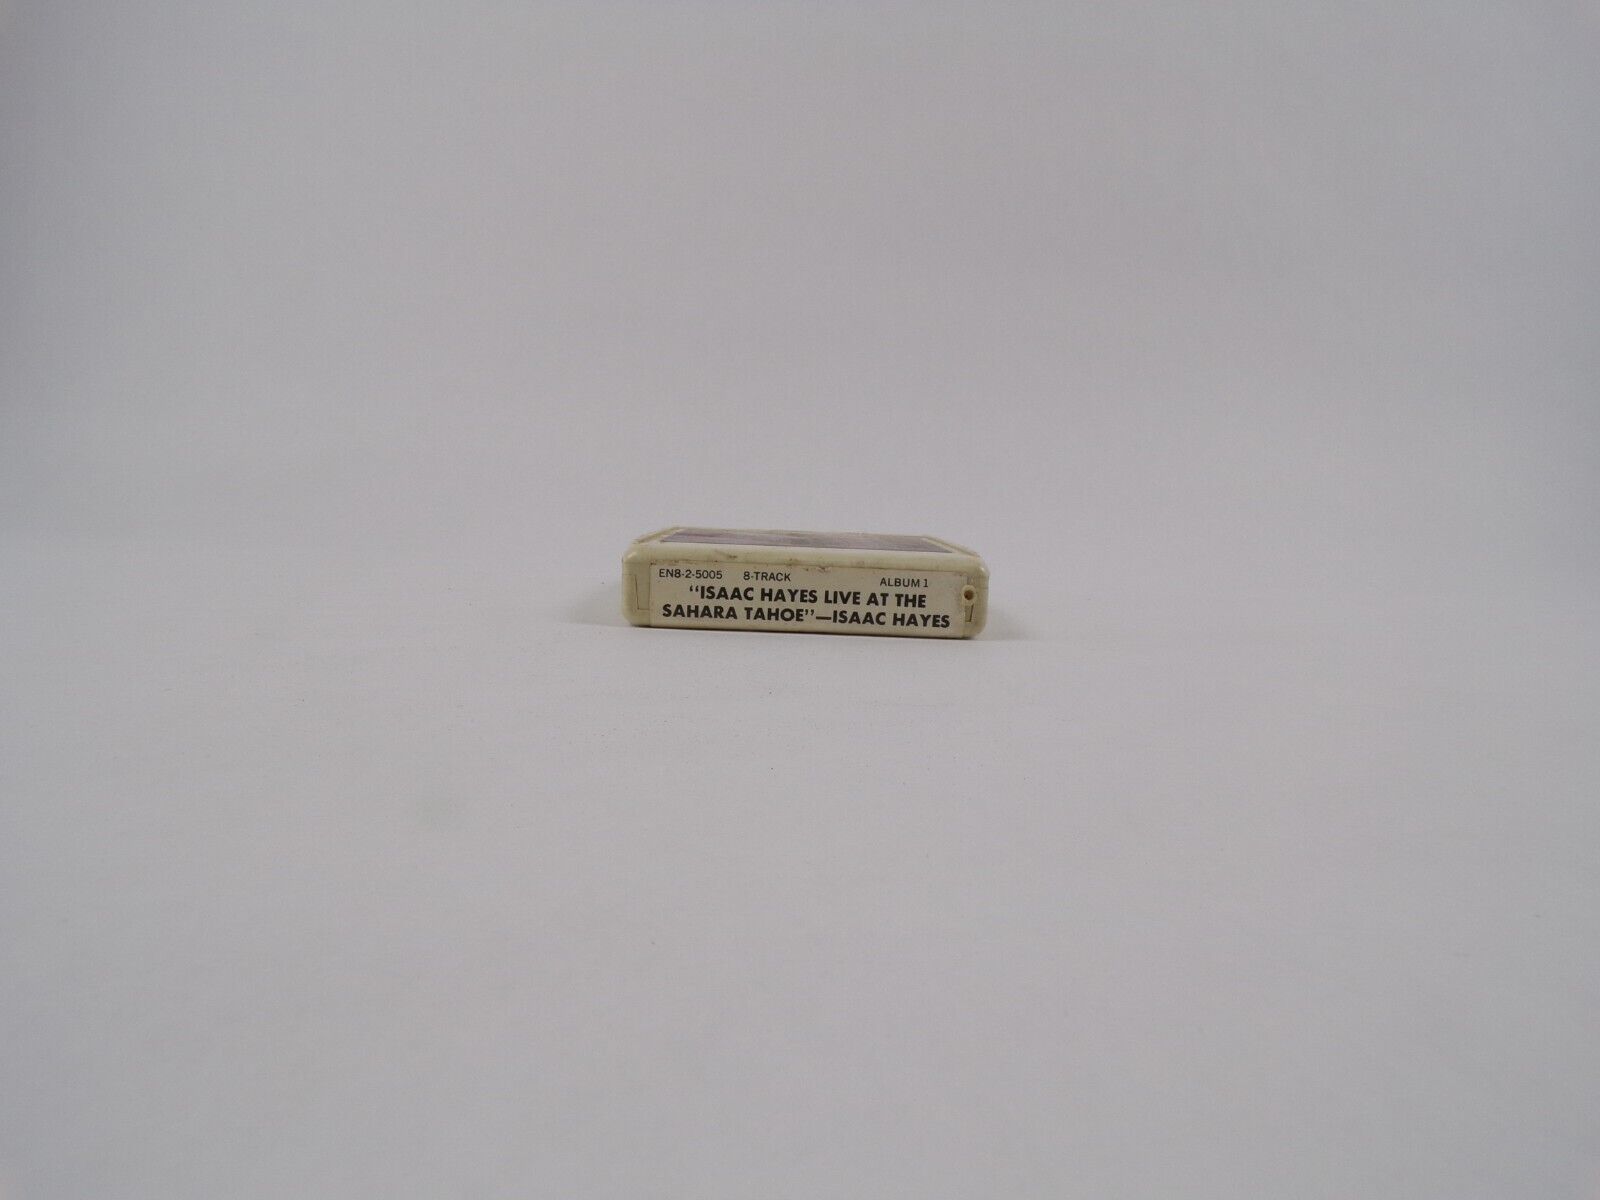 EN8-2-5005 8-TRACK ALBUM 1
"ISAAC HAYES LIVE AT THE
SAHARA TAHOE"—ISAAC HAYES